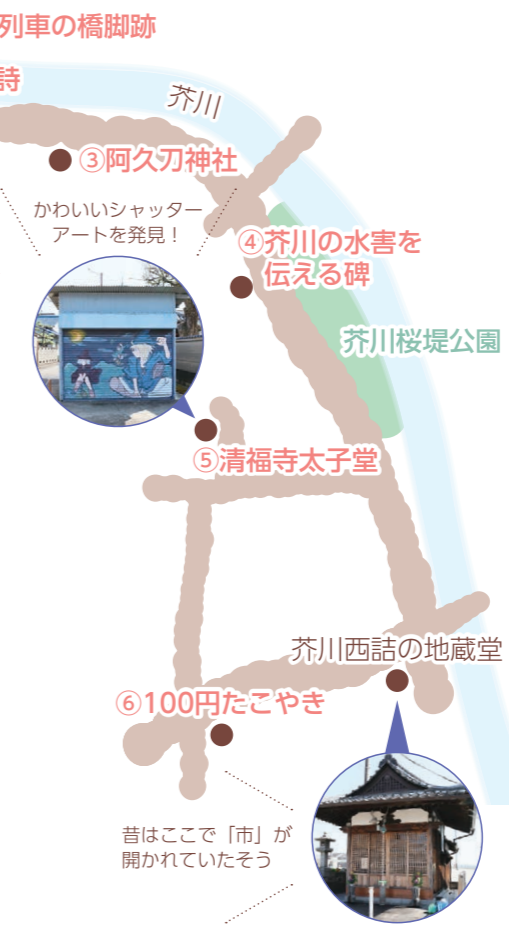 列車の橋脚跡
詩
芥川
③阿久刀神社
かわいいシャッター
アートを発見！
④芥川の水害を
伝える碑
芥川桜堤公園
⑤清福寺太子堂
芥川西詰の地蔵堂
⑥100円たこやき
昔はここで「市」が
開かれていたそう